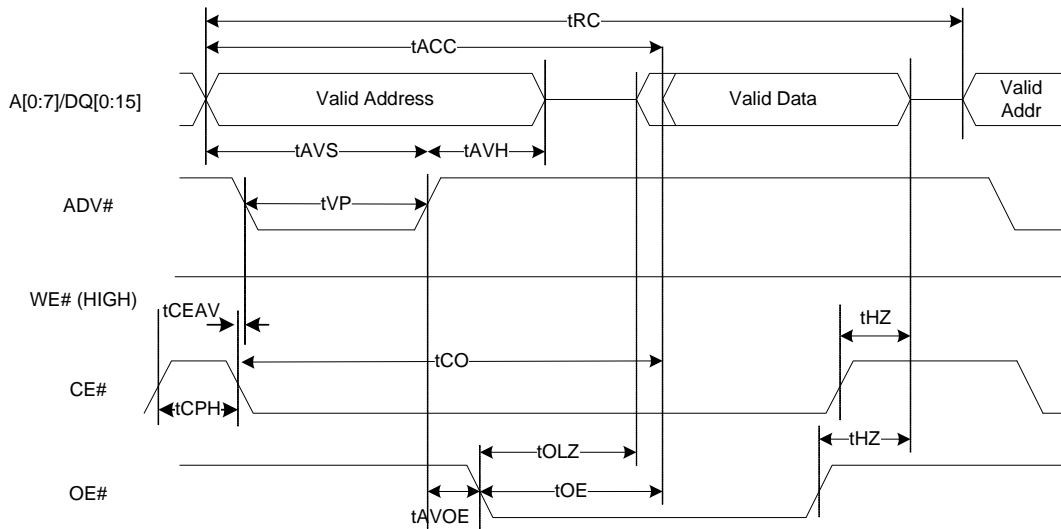 tRC
tACC
A[0:7]/DQ[0:15]
Valid Address
Valid Data
Valid
Addr
tAVS
tAVH
ADV#
tVP
WE# (HIGH)
tCEAV
tHZ
tCO
CE#
tCPH
tHZ
tOLZ
OE#
tOE
tAVOE